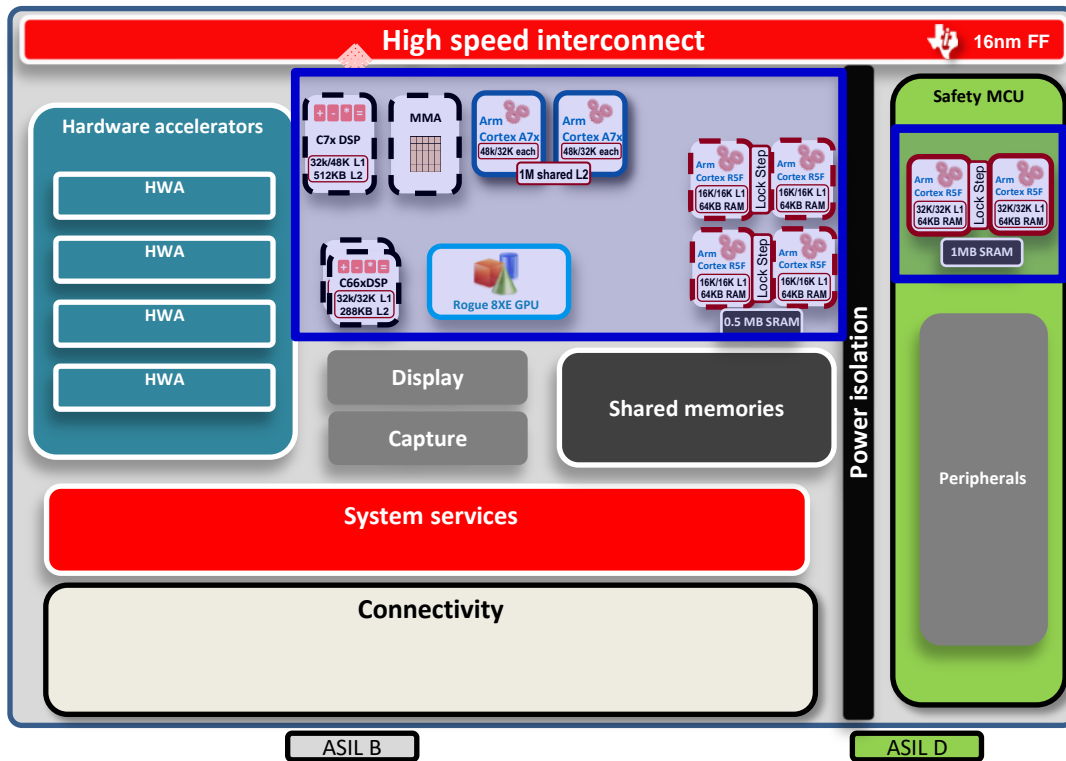 High speed interconnect
16nm FF
Hardware accelerators
HWA
HWA
HWA
HWA
+ - * =
C7x DSP
32k/48K L1
512KB L2
MMA
Arm
Cortex A7x
48k/32K each
Arm
Cortex A7x
48k/32K each
1M shared L2
+ - * =
C66xDSP
32k/32K L1
288KB L2
Rogue 8XE GPU
Arm
Cortex R5F
16K/16K L1
64KB RAM
Lock Step
Arm
Cortex R5F
16K/16K L1
64KB RAM
Arm
Cortex R5F
16K/16K L1
64KB RAM
Lock Step
Arm
Cortex R5F
16K/16K L1
64KB RAM
0.5 MB SRAM
Display
Capture
Shared memories
System services
Connectivity
Power isolation
Safety MCU
Arm
Cortex R5F
32K/32K L1
64KB RAM
Lock Step
Arm
Cortex R5F
32K/32K L1
64KB RAM
1MB SRAM
Peripherals
ASIL B
ASIL D